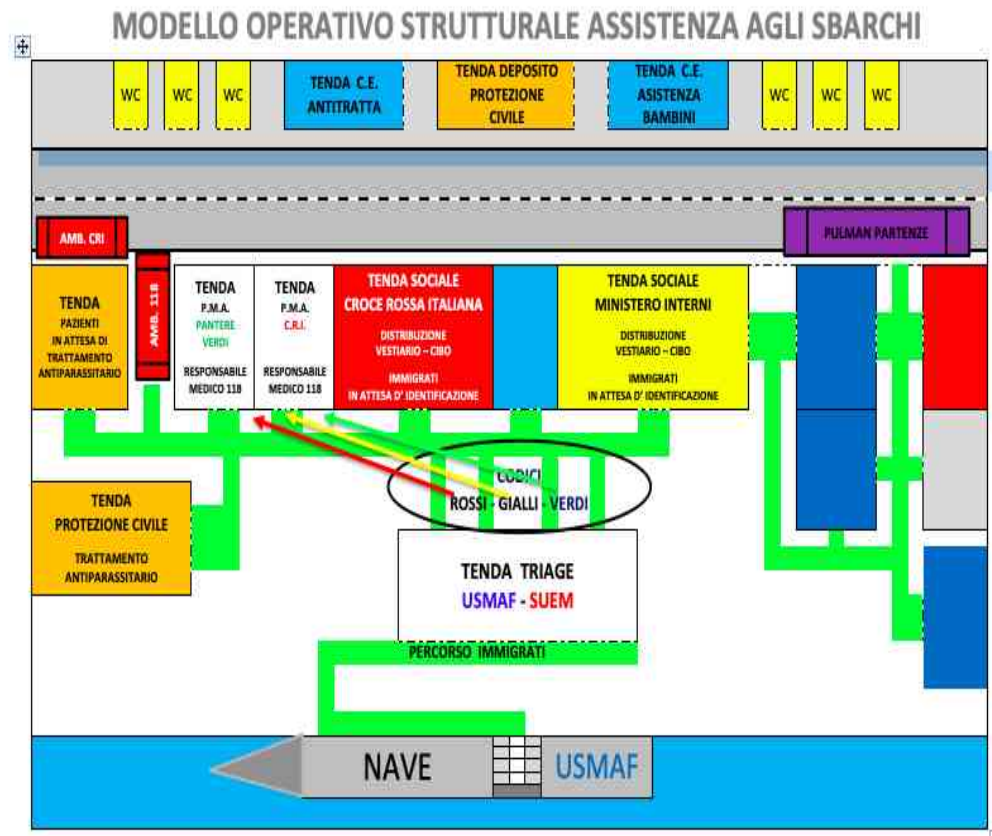 MODELLO OPERATIVO STRUTTURALE ASSISTENZA AGLI SBARCHI
WC
WC
WC
TENDA C.E.
ANTITRATTA
TENDA DEPOSITO
PROTEZIONE
CIVILE
TENDA C.E.
ASISTENZA
BAMBINI
WC
WC
WC
AMB. CRI
PULMAN PARTENZE
TENDA
PAZIENTI
IN ATTESA DI
TRATTAMENTO
ANTIPARASSITARIO
AMB. 118
TENDA
P.M.A.
PANTERE
VERDI
RESPONSABILE
MEDICO 118
TENDA
P.M.A.
C.R.I.
RESPONSABILE
MEDICO 118
TENDA SOCIALE
CROCE ROSSA ITALIANA
DISTRIBUZIONE
VESTIARIO – CIBO
IMMIGRATI
IN ATTESA D' IDENTIFICAZIONE
TENDA SOCIALE
MINISTERO INTERNI
DISTRIBUZIONE
VESTIARIO – CIBO
IMMIGRATI
IN ATTESA D' IDENTIFICAZIONE
CODICI
ROSSI - GIALLI - VERDI
TENDA
PROTEZIONE CIVILE
TRATTAMENTO
ANTIPARASSITARIO
TENDA TRIAGE
USMAF - SUEM
PERCORSO IMMIGRATI
NAVE
USMAF